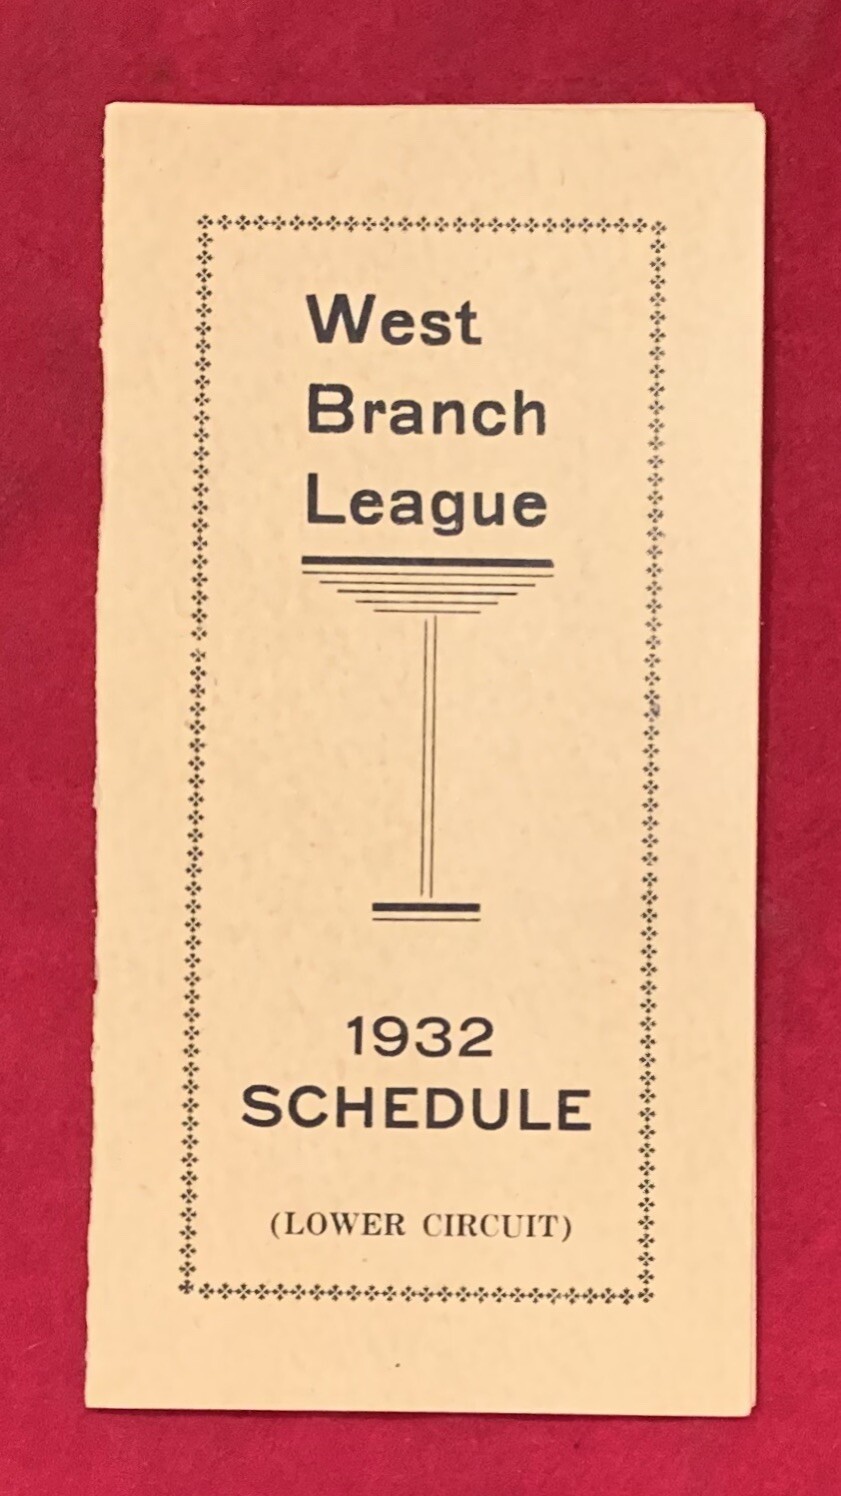 West
Branch
League
1932
SCHEDULE
(LOWER CIRCUIT)